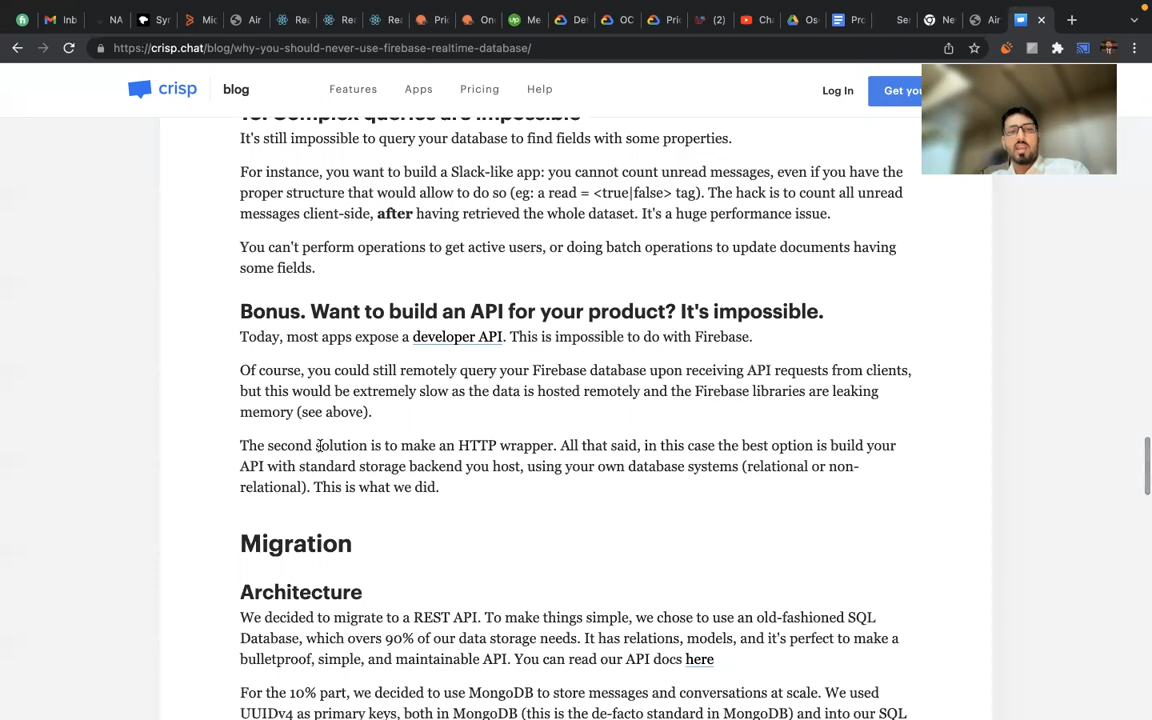 Inb
NA
Syr
Mic
Air
Rea
Rea
Rea
Pric
One
Me
Det
OC
Pric
(2)
Cha
Oso
Pro
Ser
Ne
Air
https://crisp.chat/blog/why-you-should-never-use-firebase-realtime-database/
crisp
blog
Features
Apps
Pricing
Help
Log In
Get you
Complex queries are impossible
It's still impossible to query your database to find fields with some properties.
For instance, you want to build a Slack-like app: you cannot count unread messages, even if you have the
proper structure that would allow to do so (eg: a read = <true|false> tag). The hack is to count all unread
messages client-side, after having retrieved the whole dataset. It's a huge performance issue.
You can't perform operations to get active users, or doing batch operations to update documents having
some fields.
Bonus. Want to build an API for your product? It's impossible.
Today, most apps expose a developer API. This is impossible to do with Firebase.
Of course, you could still remotely query your Firebase database upon receiving API requests from clients,
but this would be extremely slow as the data is hosted remotely and the Firebase libraries are leaking
memory (see above).
The second solution is to make an HTTP wrapper. All that said, in this case the best option is build your
API with standard storage backend you host, using your own database systems (relational or non-
relational). This is what we did.
Migration
Architecture
We decided to migrate to a REST API. To make things simple, we chose to use an old-fashioned SQL
Database, which overs 90% of our data storage needs. It has relations, models, and it's perfect to make a
bulletproof, simple, and maintainable API. You can read our API docs here
For the 10% part, we decided to use MongoDB to store messages and conversations at scale. We used
UUIDv4 as primary keys, both in MongoDB (this is the de-facto standard in MongoDB) and into our SQL